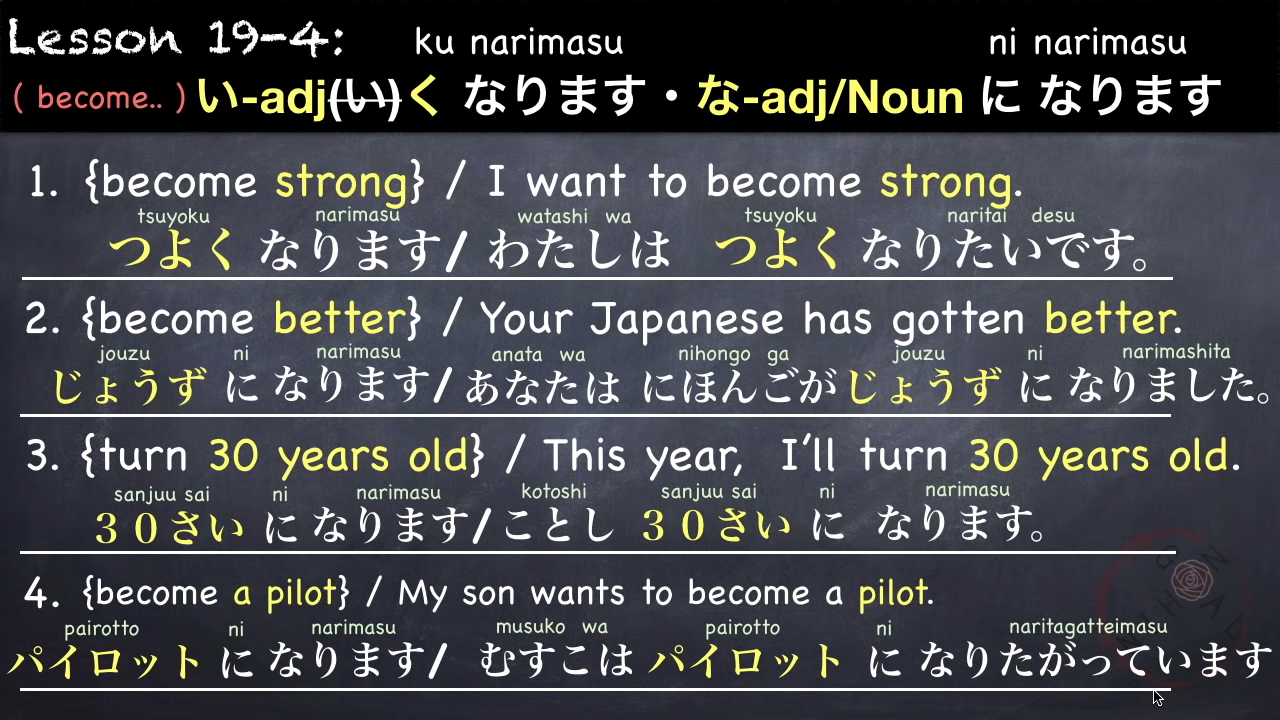 Lesson 19-4: ku narimasu ni narimasu
( become.. ) い-adj(い)く なります・な-adj/Noun に なります
1. {become strong} / I want to become strong.
tsuyoku narimasu watashi wa tsuyoku naritai desu
つよく なります/ わたしは つよく なりたいです。
2. {become better} / Your Japanese has gotten better.
jouzu ni narimasu anata wa nihongo ga jouzu ni narimashita
じょうず に なります/ あなたは にほんごが じょうず に なりました。
3. {turn 30 years old} / This year, I'll turn 30 years old.
sanjuu sai ni narimasu kotoshi sanjuu sai ni narimasu
３０さい に なります/ ことし ３０さい に なります。
4. {become a pilot} / My son wants to become a pilot.
pairotto ni narimasu musuko wa pairotto ni naritagatteimasu
パイロット に なります/ むすこは パイロット に なりたがっています